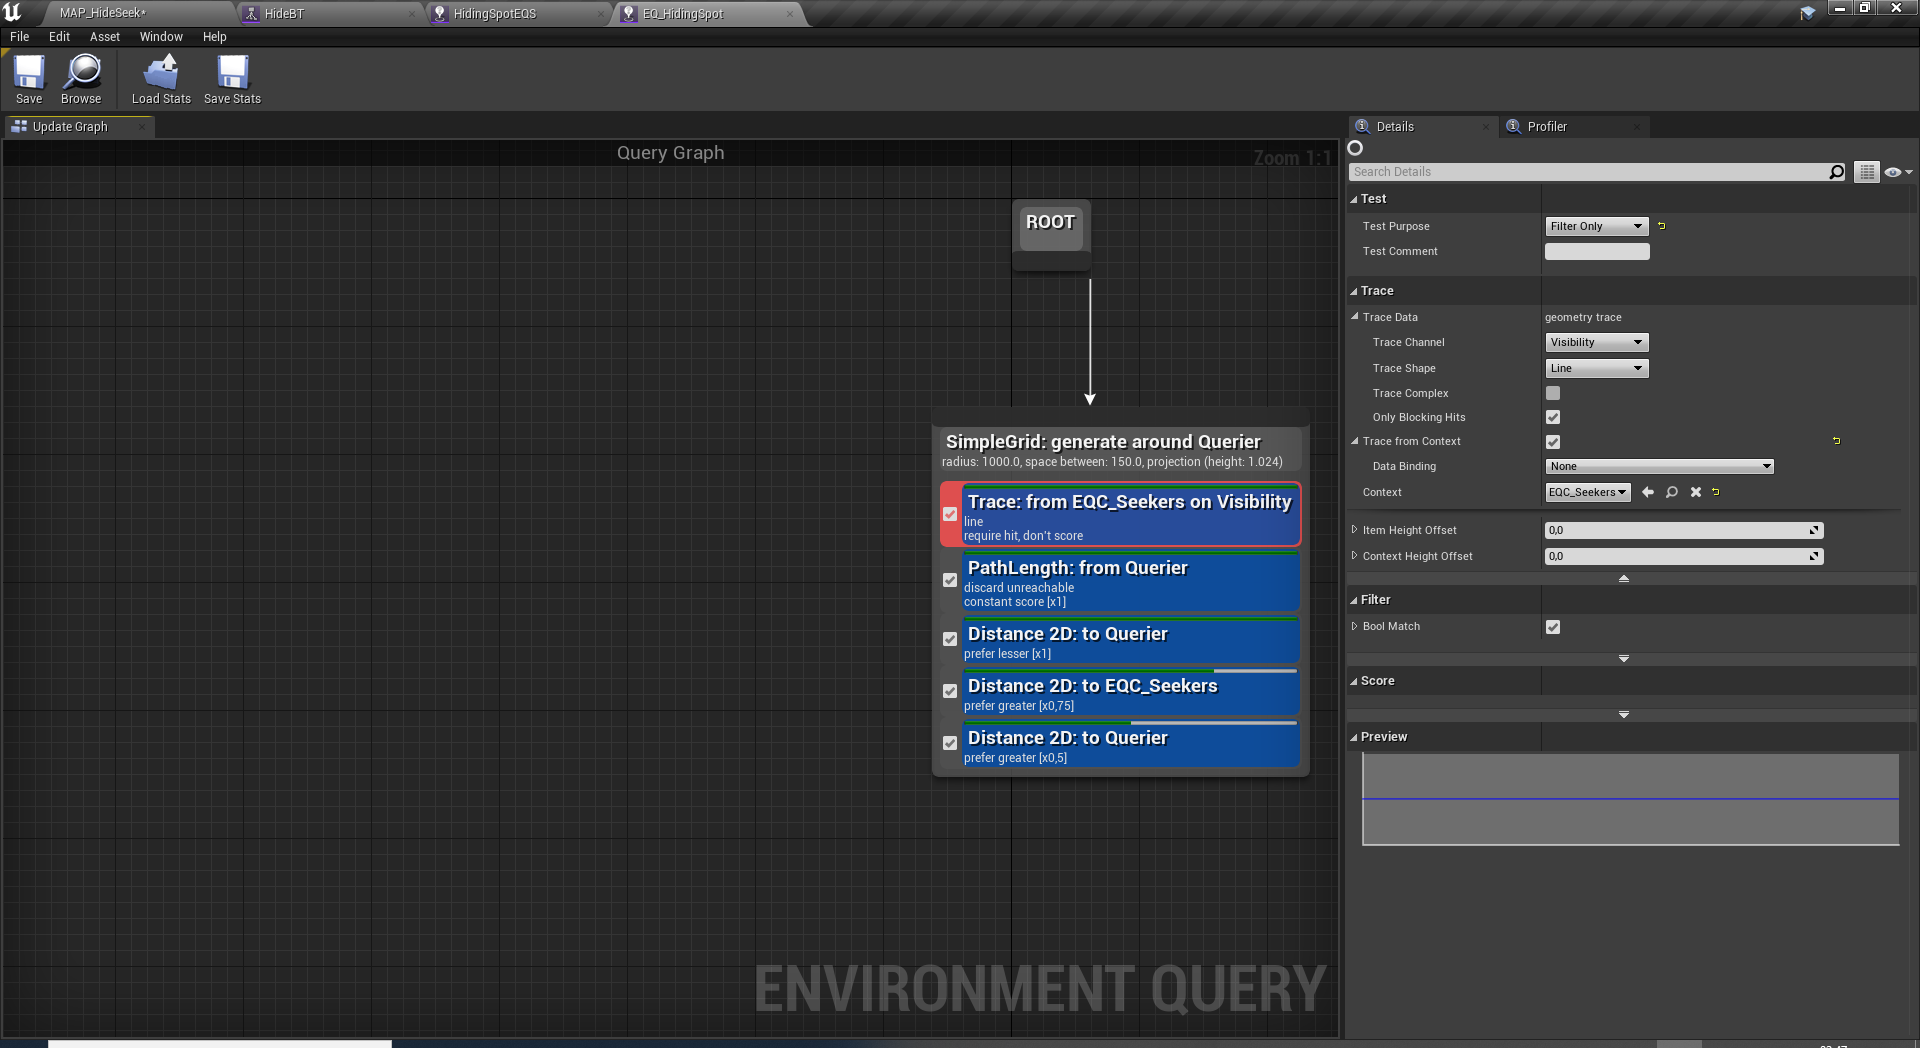 MAP_HideSeek*
HideBT
HidingSpotEQS
EQ_HidingSpot
File Edit Asset Window Help
Save Browse Load Stats Save Stats
Update Graph
Query Graph
Zoom 1:1
ROOT
SimpleGrid: generate around Querier
radius: 1000.0, space between: 150.0, projection (height: 1.024)
Trace: from EQC_Seekers on Visibility
line
require hit, don't score
PathLength: from Querier
discard unreachable
constant score [x1]
Distance 2D: to Querier
prefer lesser [x1]
Distance 2D: to EQC_Seekers
prefer greater [x0,75]
Distance 2D: to Querier
prefer greater [x0,5]
ENVIRONMENT QUERY
Details
Profiler
Search Details
Test
Test Purpose Filter Only
Test Comment
Trace
Trace Data geometry trace
Trace Channel Visibility
Trace Shape Line
Trace Complex
Only Blocking Hits
Trace from Context
Data Binding None
Context EQC_Seekers
Item Height Offset 0,0
Context Height Offset 0,0
Filter
Bool Match
Score
Preview